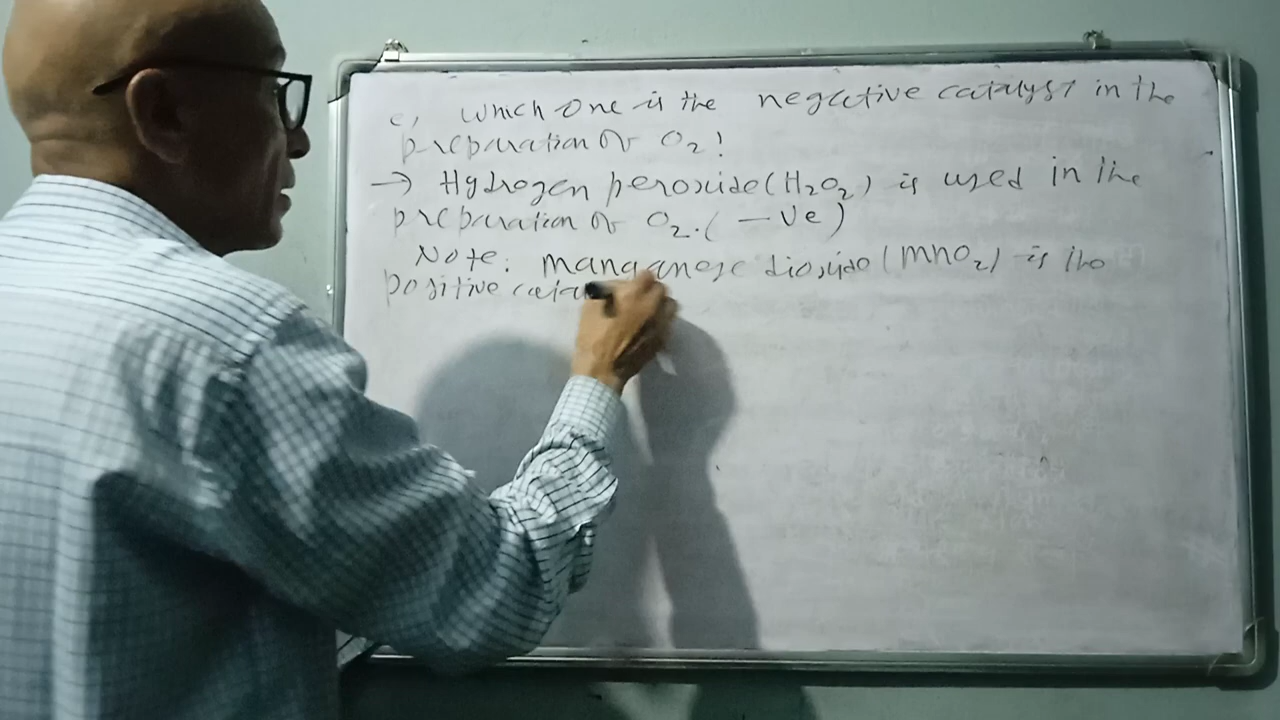 c, which one is the negative catalyst in the
preparation of O2?
→ Hydrogen peroxide (H2O2) is used in the
preparation of O2. (-ve)
Note: manganese dioxide (MnO2) is the
positive cata